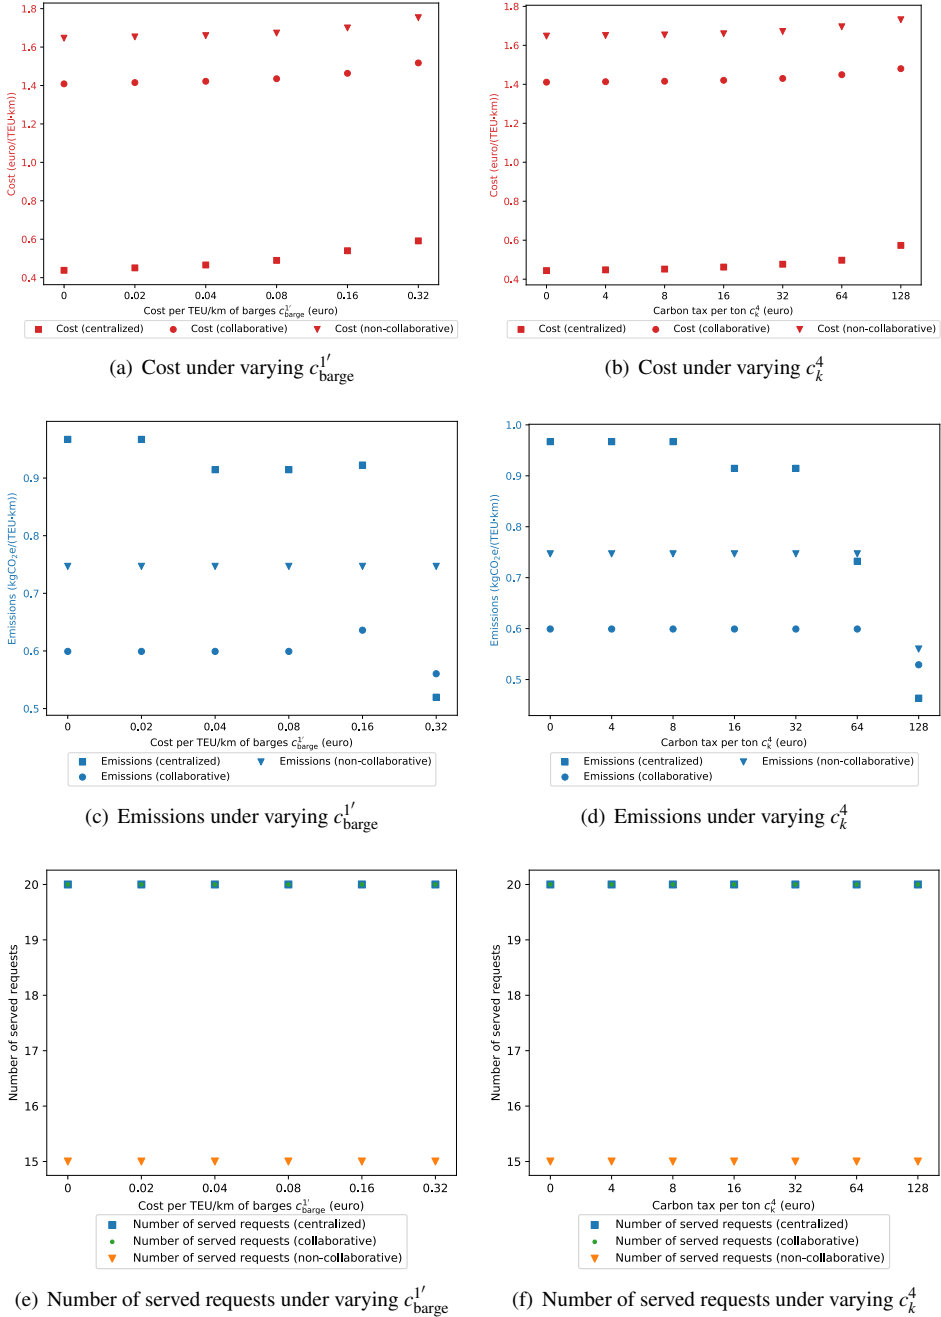 1.8
1.6
1.4
1.2
1.0
0.8
0.6
0.4
Cost (euro/(TEU·km))
0 0.02 0.04 0.08 0.16 0.32
Cost per TEU/km of barges c^{1'}_{barge} (euro)
Cost (centralized) Cost (collaborative) Cost (non-collaborative)
(a) Cost under varying c^{1'}_{barge}
1.8
1.6
1.4
1.2
1.0
0.8
0.6
0.4
Cost (euro/(TEU·km))
0 4 8 16 32 64 128
Carbon tax per ton c^4_k (euro)
Cost (centralized) Cost (collaborative) Cost (non-collaborative)
(b) Cost under varying c^4_k
0.9
0.8
0.7
0.6
0.5
Emissions (kgCO₂e/(TEU·km))
0 0.02 0.04 0.08 0.16 0.32
Cost per TEU/km of barges c^{1'}_{barge} (euro)
Emissions (centralized) Emissions (non-collaborative)
Emissions (collaborative)
(c) Emissions under varying c^{1'}_{barge}
1.0
0.9
0.8
0.7
0.6
0.5
Emissions (kgCO₂e/(TEU·km))
0 4 8 16 32 64 128
Carbon tax per ton c^4_k (euro)
Emissions (centralized) Emissions (non-collaborative)
Emissions (collaborative)
(d) Emissions under varying c^4_k
20
19
18
17
16
15
Number of served requests
0 0.02 0.04 0.08 0.16 0.32
Cost per TEU/km of barges c^{1'}_{barge} (euro)
Number of served requests (centralized)
Number of served requests (collaborative)
Number of served requests (non-collaborative)
(e) Number of served requests under varying c^{1'}_{barge}
20
19
18
17
16
15
Number of served requests
0 4 8 16 32 64 128
Carbon tax per ton c^4_k (euro)
Number of served requests (centralized)
Number of served requests (collaborative)
Number of served requests (non-collaborative)
(f) Number of served requests under varying c^4_k